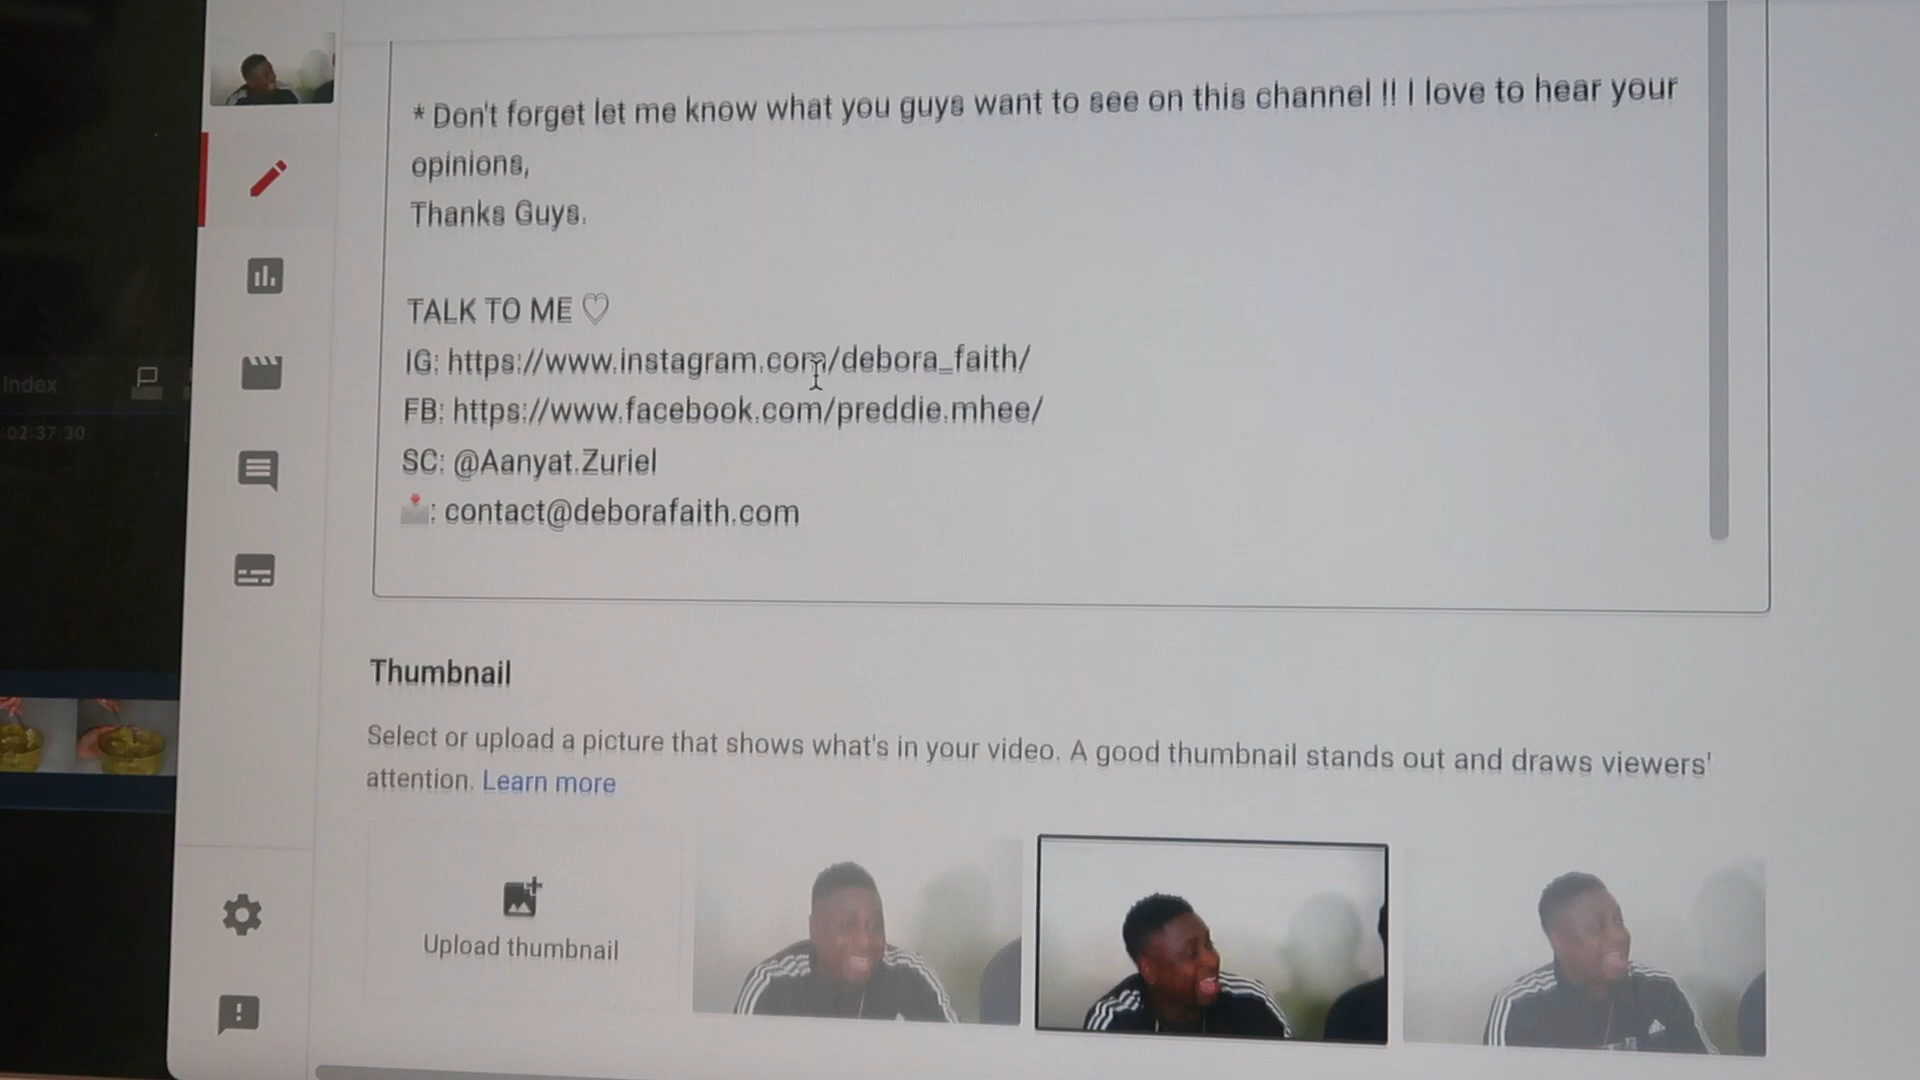 * Don't forget let me know what you guys want to see on this channel !! I love to hear your
opinions,
Thanks Guys.
TALK TO ME ♡
IG: https://www.instagram.com/debora_faith/
FB: https://www.facebook.com/preddie.mhee/
SC: @Aanyat.Zuriel
📩: contact@deborafaith.com
Index
:02:37:30
Thumbnail
Select or upload a picture that shows what's in your video. A good thumbnail stands out and draws viewers'
attention. Learn more
Upload thumbnail